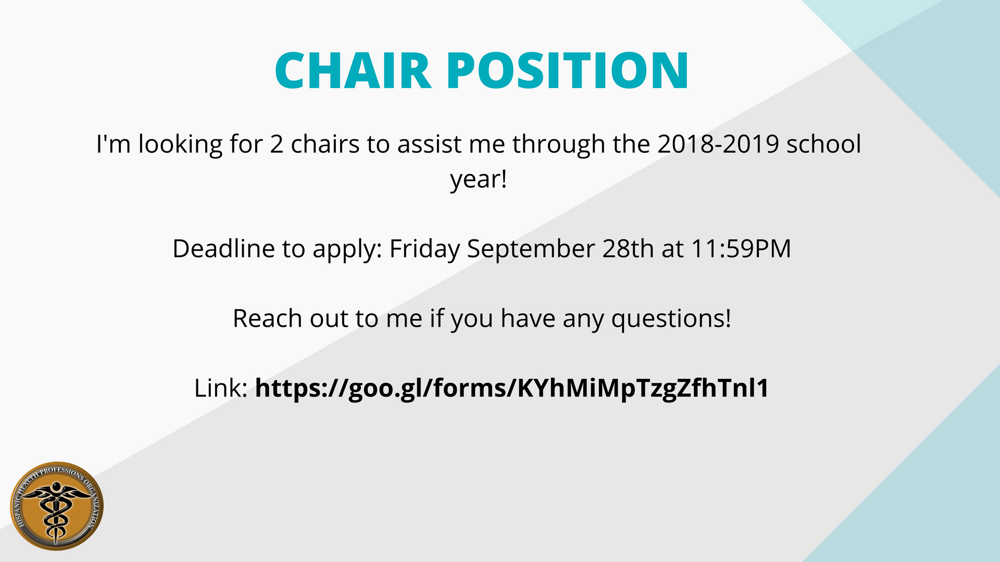 CHAIR POSITION
I'm looking for 2 chairs to assist me through the 2018-2019 school
year!
Deadline to apply: Friday September 28th at 11:59PM
Reach out to me if you have any questions!
Link: https://goo.gl/forms/KYhMiMpTzgZfhTnl1
HISPANIC HEALTH PROFESSIONS ORGANIZATION